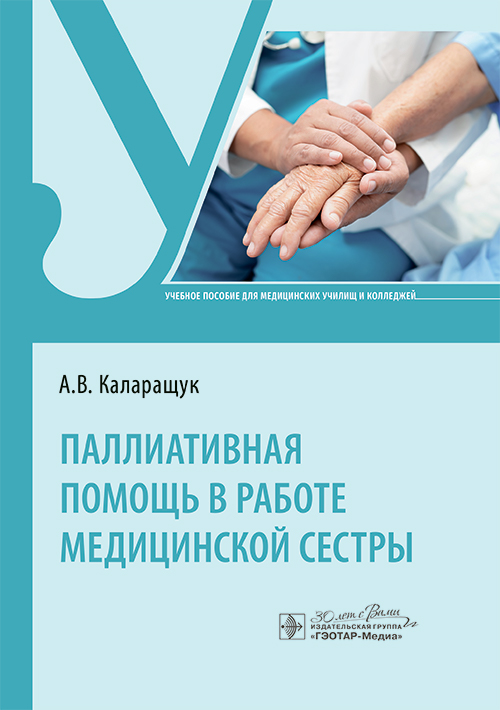 У
УЧЕБНОЕ ПОСОБИЕ ДЛЯ МЕДИЦИНСКИХ УЧИЛИЩ И КОЛЛЕДЖЕЙ
А.В. Каларащук
ПАЛЛИАТИВНАЯ
ПОМОЩЬ В РАБОТЕ
МЕДИЦИНСКОЙ СЕСТРЫ
30 лет с Вами
ИЗДАТЕЛЬСКАЯ ГРУППА
«ГЭОТАР-Медиа»